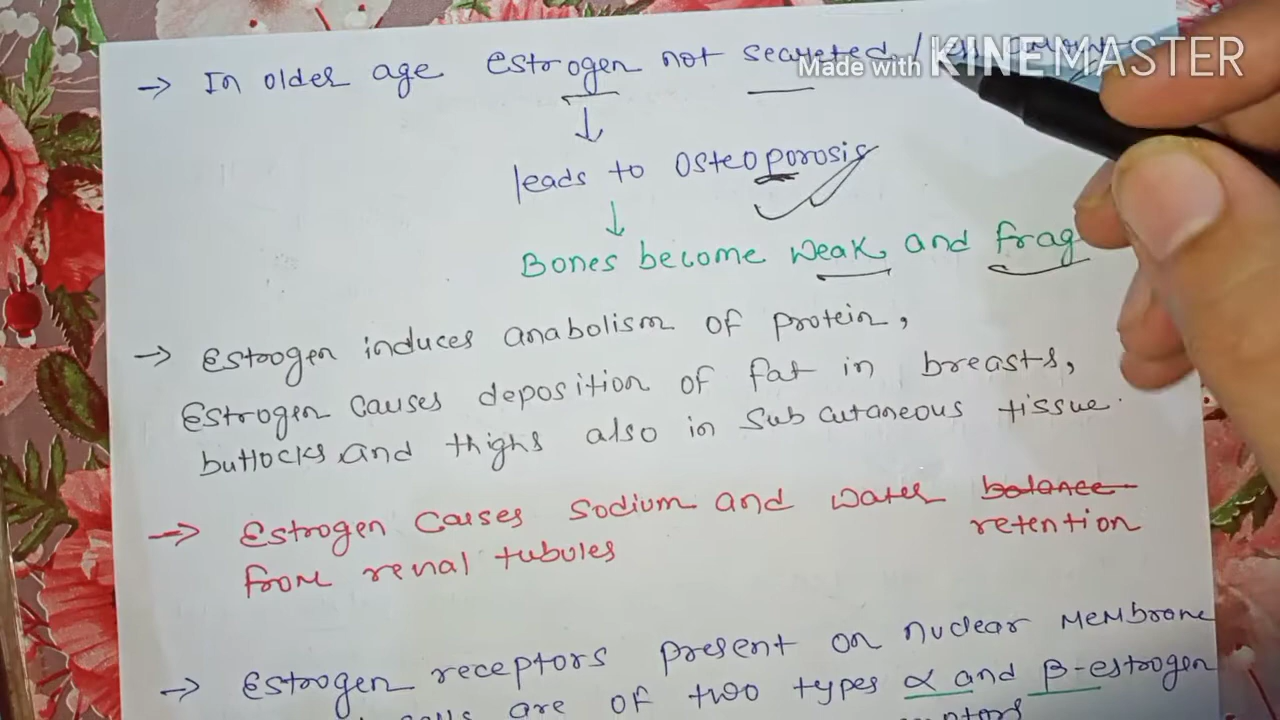 → In older age estrogen not secreted / less amount
Made with KINEMASTER
↓
leads to osteoporosis
↓
Bones become weak and frag
→ Estrogen induces anabolism of protein,
Estrogen causes deposition of fat in breasts,
buttocks and thighs also in subcutaneous tissue.
→ Estrogen causes sodium and water balance
retention
from renal tubules
→ Estrogen receptors present on nuclear membrane
are of two types α and β-estrogen